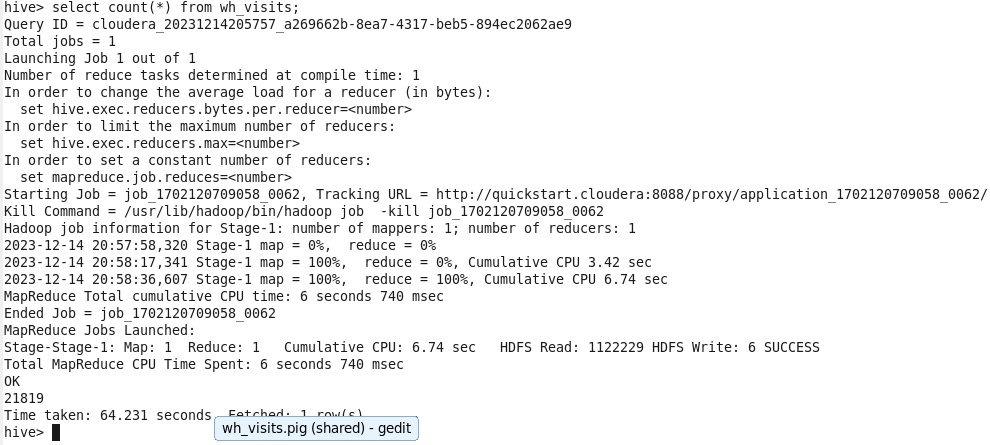 hive> select count(*) from wh_visits;
Query ID = cloudera_20231214205757_a269662b-8ea7-4317-beb5-894ec2062ae9
Total jobs = 1
Launching Job 1 out of 1
Number of reduce tasks determined at compile time: 1
In order to change the average load for a reducer (in bytes):
  set hive.exec.reducers.bytes.per.reducer=<number>
In order to limit the maximum number of reducers:
  set hive.exec.reducers.max=<number>
In order to set a constant number of reducers:
  set mapreduce.job.reduces=<number>
Starting Job = job_1702120709058_0062, Tracking URL = http://quickstart.cloudera:8088/proxy/application_1702120709058_0062/
Kill Command = /usr/lib/hadoop/bin/hadoop job  -kill job_1702120709058_0062
Hadoop job information for Stage-1: number of mappers: 1; number of reducers: 1
2023-12-14 20:57:58,320 Stage-1 map = 0%,  reduce = 0%
2023-12-14 20:58:17,341 Stage-1 map = 100%,  reduce = 0%, Cumulative CPU 3.42 sec
2023-12-14 20:58:36,607 Stage-1 map = 100%,  reduce = 100%, Cumulative CPU 6.74 sec
MapReduce Total cumulative CPU time: 6 seconds 740 msec
Ended Job = job_1702120709058_0062
MapReduce Jobs Launched:
Stage-Stage-1: Map: 1  Reduce: 1   Cumulative CPU: 6.74 sec   HDFS Read: 1122229 HDFS Write: 6 SUCCESS
Total MapReduce CPU Time Spent: 6 seconds 740 msec
OK
21819
Time taken: 64.231 seconds, Fetched: 1 row(s)
hive>
wh_visits.pig (shared) - gedit